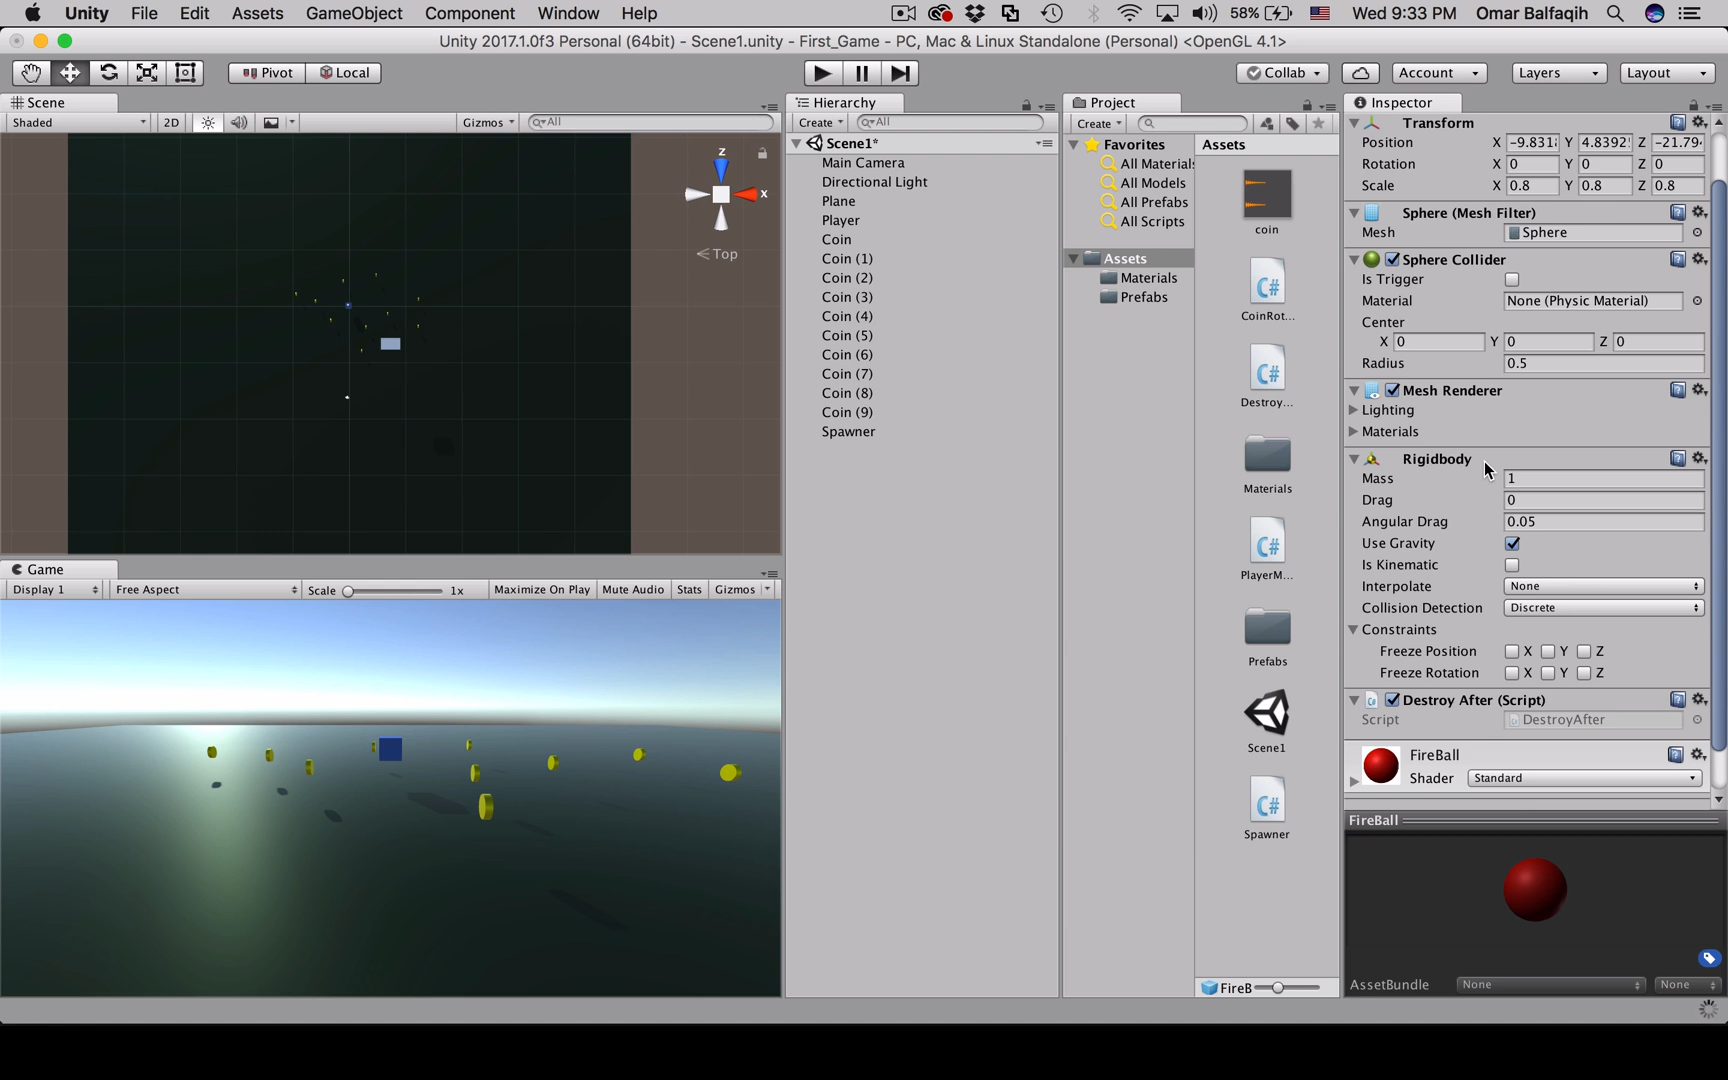 Unity File Edit Assets GameObject Component Window Help 58% Wed 9:33 PM Omar Balfaqih
Unity 2017.1.0f3 Personal (64bit) - Scene1.unity - First_Game - PC, Mac & Linux Standalone (Personal) <OpenGL 4.1>
Pivot Local Collab Account Layers Layout
Scene
Shaded 2D Gizmos All
z
x
Top
Game
Display 1 Free Aspect Scale 1x Maximize On Play Mute Audio Stats Gizmos
Hierarchy
Create All
Scene1*
Main Camera
Directional Light
Plane
Player
Coin
Coin (1)
Coin (2)
Coin (3)
Coin (4)
Coin (5)
Coin (6)
Coin (7)
Coin (8)
Coin (9)
Spawner
Project
Create
Favorites
All Materials
All Models
All Prefabs
All Scripts
Assets
Materials
Prefabs
Assets
coin
C#
CoinRot...
C#
Destroy...
Materials
C#
PlayerM...
Prefabs
Scene1
C#
Spawner
FireB
Inspector
Transform
Position X -9.831 Y 4.8392 Z -21.79
Rotation X 0 Y 0 Z 0
Scale X 0.8 Y 0.8 Z 0.8
Sphere (Mesh Filter)
Mesh Sphere
Sphere Collider
Is Trigger
Material None (Physic Material)
Center
X 0 Y 0 Z 0
Radius 0.5
Mesh Renderer
Lighting
Materials
Rigidbody
Mass 1
Drag 0
Angular Drag 0.05
Use Gravity
Is Kinematic
Interpolate None
Collision Detection Discrete
Constraints
Freeze Position X Y Z
Freeze Rotation X Y Z
Destroy After (Script)
Script DestroyAfter
FireBall
Shader Standard
FireBall
AssetBundle None None